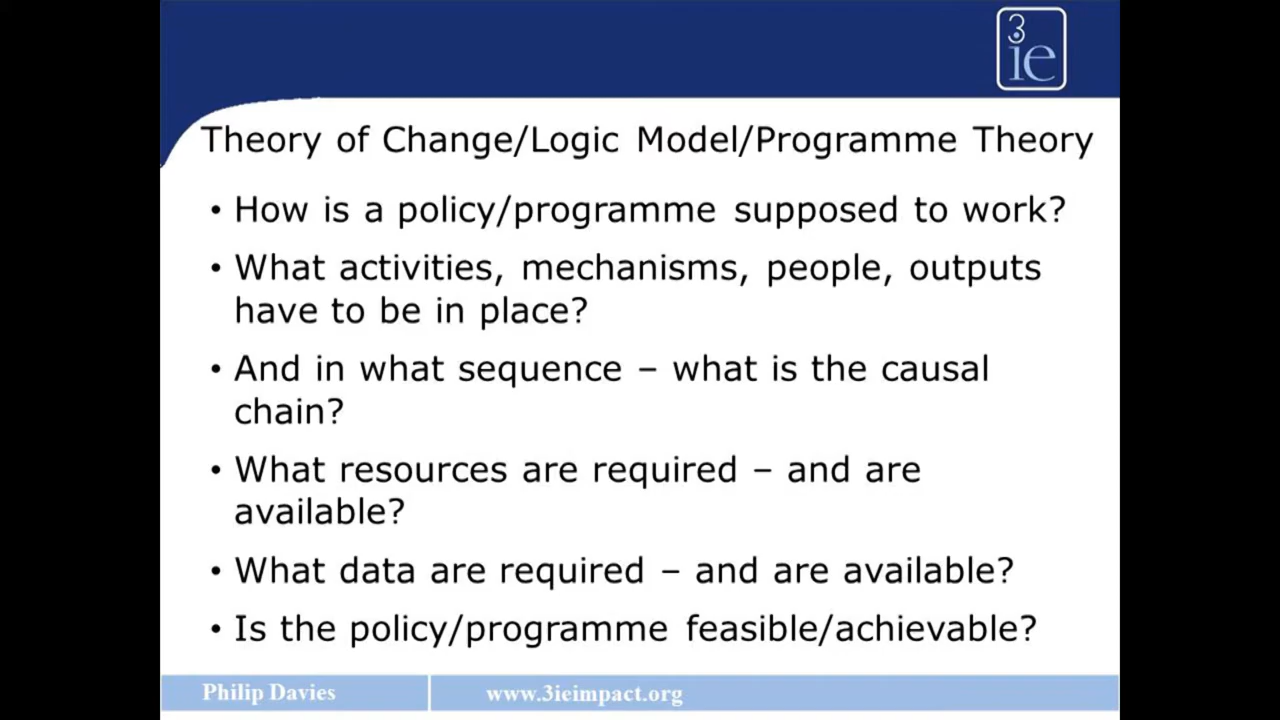 3
ie
Theory of Change/Logic Model/Programme Theory
• How is a policy/programme supposed to work?
• What activities, mechanisms, people, outputs
have to be in place?
• And in what sequence – what is the causal
chain?
• What resources are required – and are
available?
• What data are required – and are available?
• Is the policy/programme feasible/achievable?
Philip Davies
www.3ieimpact.org